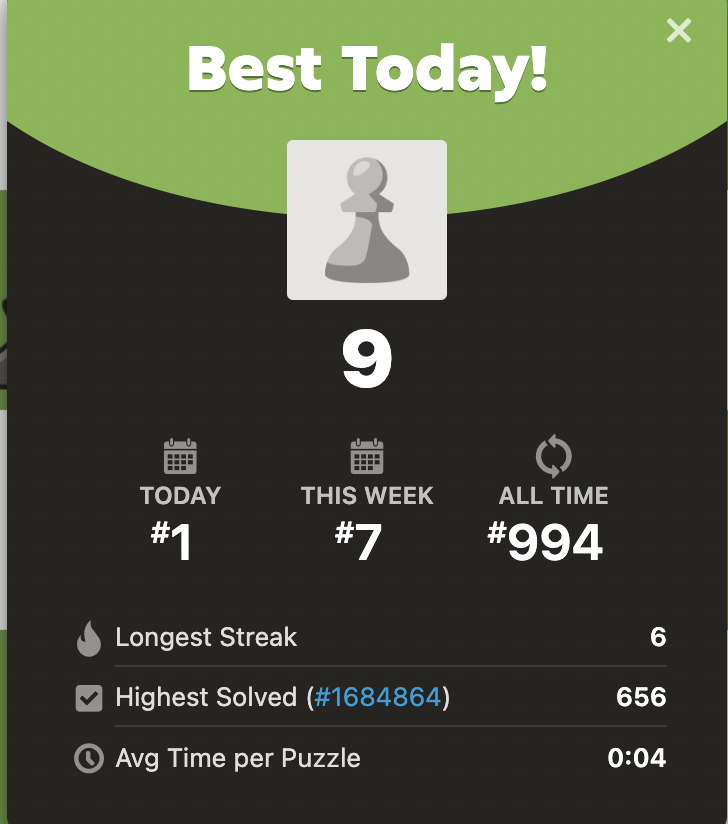 Best Today!
9
TODAY THIS WEEK ALL TIME
#1 #7 #994
Longest Streak 6
Highest Solved (#1684864) 656
Avg Time per Puzzle 0:04